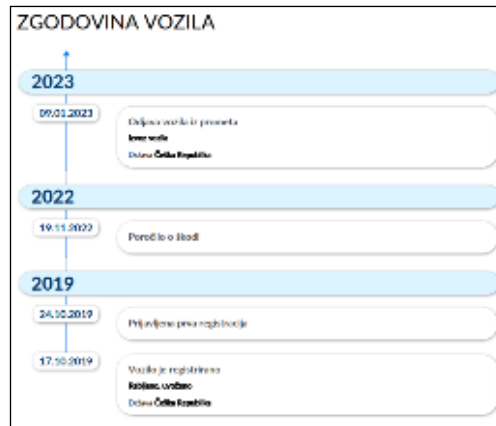 ZGODOVINA VOZILA
2023
09.01.2023
Odjava vozila iz prometa
Izvoz vozila
Država Češka Republika
2022
19.11.2022
Poročilo o škodi
2019
24.10.2019
Prijavljena prva registracija
17.10.2019
Vozilo je registrirano
Rabljeno, uvoženo
Država Češka Republika